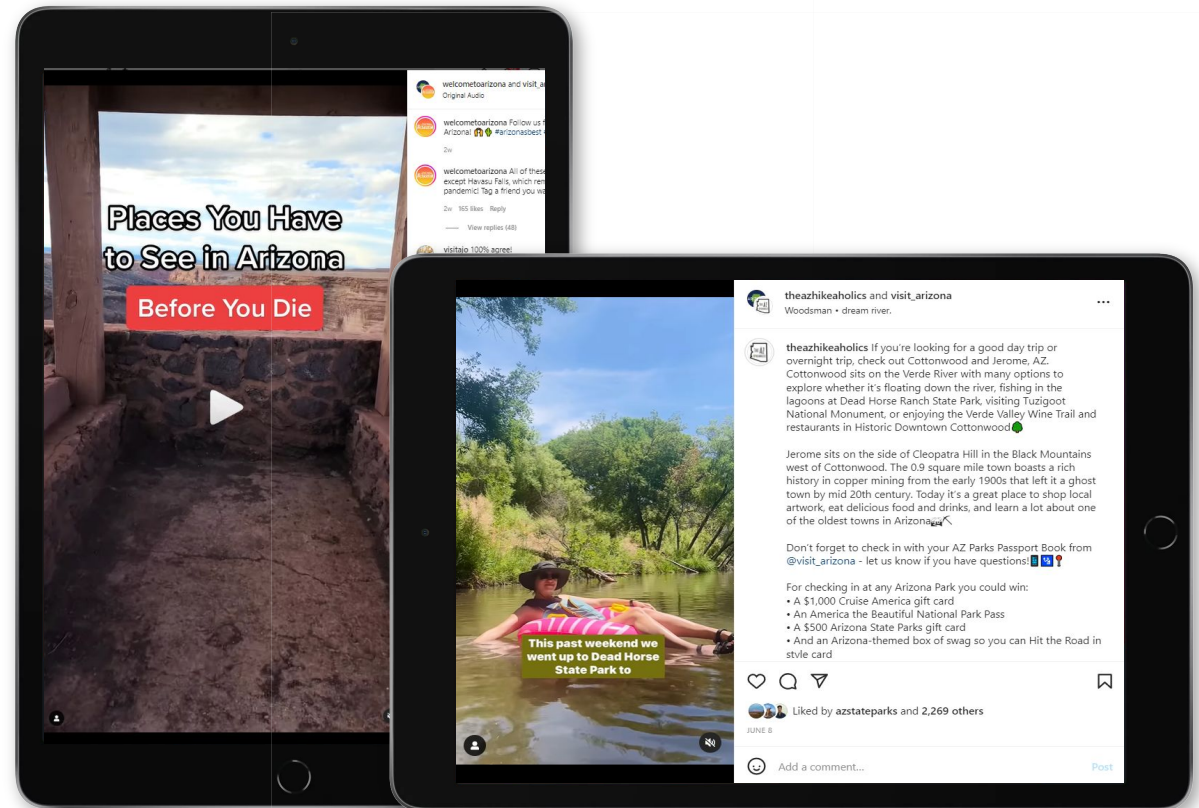 Places You Have
to See in Arizona
Before You Die
welcometoarizona and visit_a
Original Audio
welcometoarizona Follow us f
Arizona! #arizonasbest
2w
welcometoarizona All of these
except Havasu Falls, which rem
pandemic! Tag a friend you wa
2w 165 likes Reply
View replies (48)
visitajo 100% agree!
This past weekend we
went up to Dead Horse
State Park to
theazhikeaholics and visit_arizona
Woodsman • dream river.
theazhikeaholics If you're looking for a good day trip or
overnight trip, check out Cottonwood and Jerome, AZ.
Cottonwood sits on the Verde River with many options to
explore whether it's floating down the river, fishing in the
lagoons at Dead Horse Ranch State Park, visiting Tuzigoot
National Monument, or enjoying the Verde Valley Wine Trail and
restaurants in Historic Downtown Cottonwood🌳
Jerome sits on the side of Cleopatra Hill in the Black Mountains
west of Cottonwood. The 0.9 square mile town boasts a rich
history in copper mining from the early 1900s that left it a ghost
town by mid 20th century. Today it's a great place to shop local
artwork, eat delicious food and drinks, and learn a lot about one
of the oldest towns in Arizona
Don't forget to check in with your AZ Parks Passport Book from
@visit_arizona - let us know if you have questions!
For checking in at any Arizona Park you could win:
• A $1,000 Cruise America gift card
• An America the Beautiful National Park Pass
• A $500 Arizona State Parks gift card
• And an Arizona-themed box of swag so you can Hit the Road in
style card
Liked by azstateparks and 2,269 others
JUNE 8
Add a comment...
Post